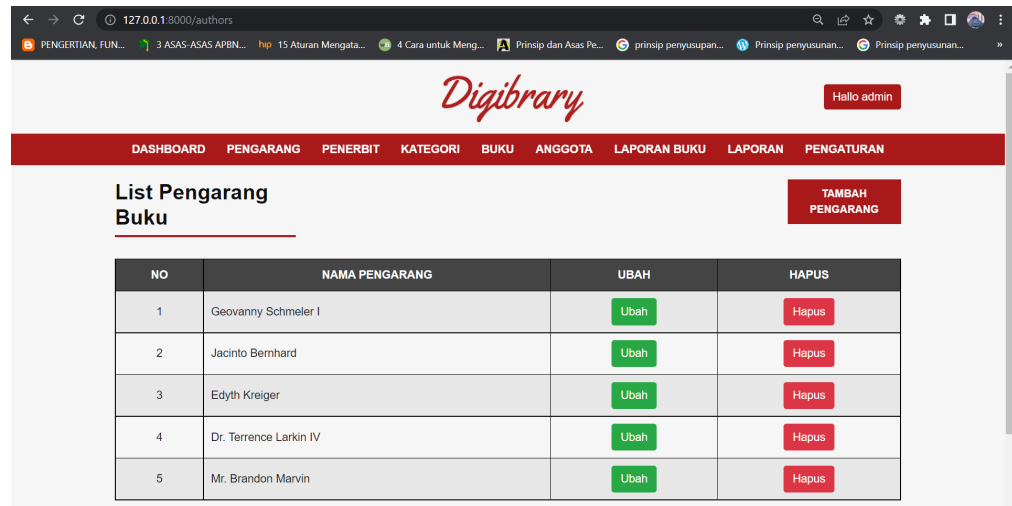 127.0.0.1:8000/authors
PENGERTIAN, FUN... 3 ASAS-ASAS APBN... hip 15 Aturan Mengata... 4 Cara untuk Meng... Prinsip dan Asas Pe... prinsip penyusupan... Prinsip penyusunan... Prinsip penyusunan... »
Digibrary
Hallo admin
DASHBOARD PENGARANG PENERBIT KATEGORI BUKU ANGGOTA LAPORAN BUKU LAPORAN PENGATURAN
List Pengarang
Buku
TAMBAH
PENGARANG
NO NAMA PENGARANG UBAH HAPUS
1 Geovanny Schmeler I Ubah Hapus
2 Jacinto Bernhard Ubah Hapus
3 Edyth Kreiger Ubah Hapus
4 Dr. Terrence Larkin IV Ubah Hapus
5 Mr. Brandon Marvin Ubah Hapus